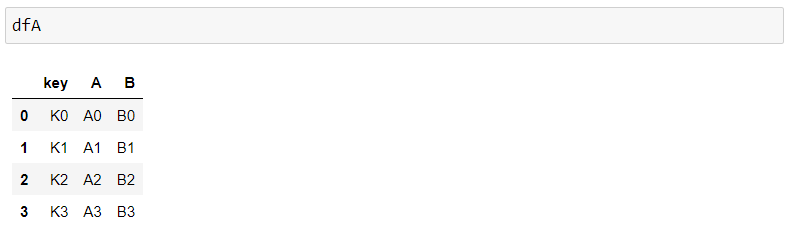 dfA
key A B
0 K0 A0 B0
1 K1 A1 B1
2 K2 A2 B2
3 K3 A3 B3